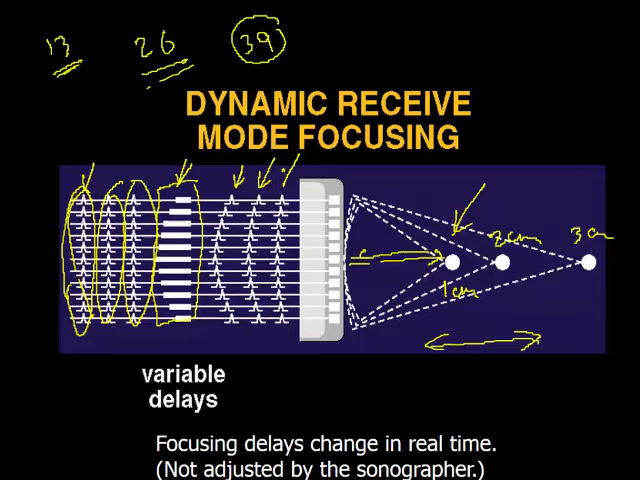 13 26 39
DYNAMIC RECEIVE
MODE FOCUSING
1cm 2cm 3cm
variable
delays
Focusing delays change in real time.
(Not adjusted by the sonographer.)